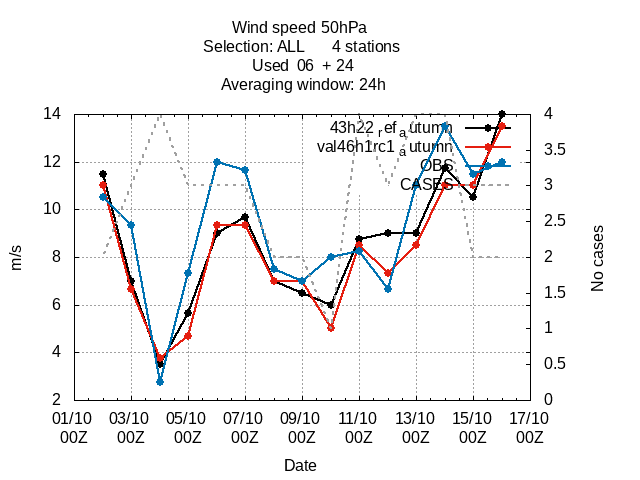 Wind speed 50hPa
Selection: ALL 4 stations
Used 06 + 24
Averaging window: 24h
43h22_ref_autumn
val46h1rc1_autumn
OBS
CASES
14
12
10
8
6
4
2
4
3.5
3
2.5
2
1.5
1
0.5
0
m/s
No cases
01/10 03/10 05/10 07/10 09/10 11/10 13/10 15/10 17/10
00Z 00Z 00Z 00Z 00Z 00Z 00Z 00Z 00Z
Date